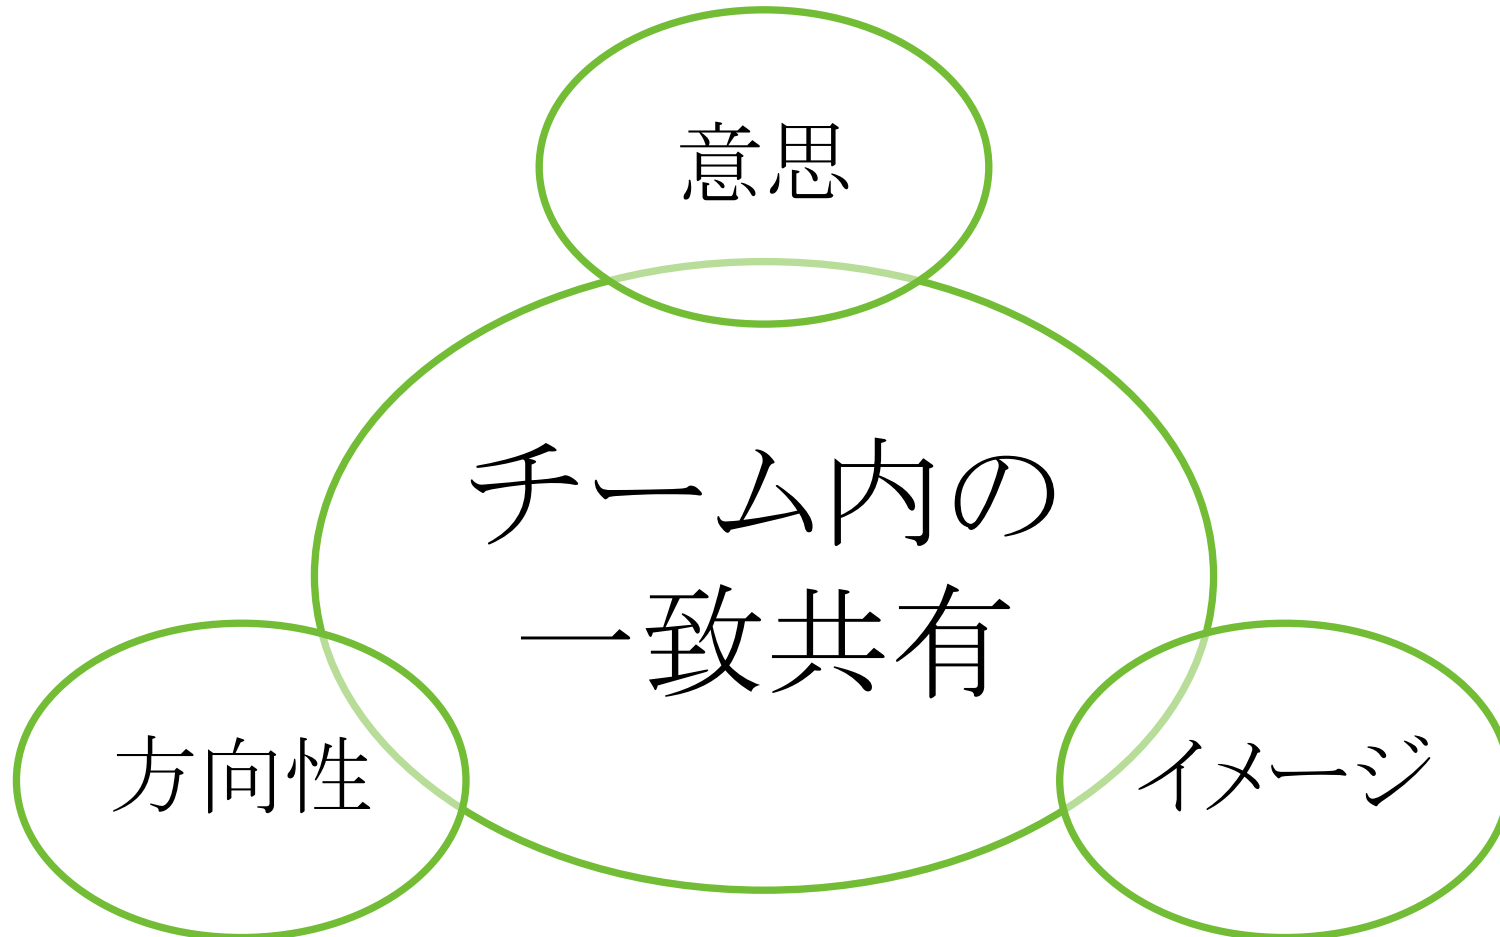 意思
チーム内の
一致共有
方向性
イメージ